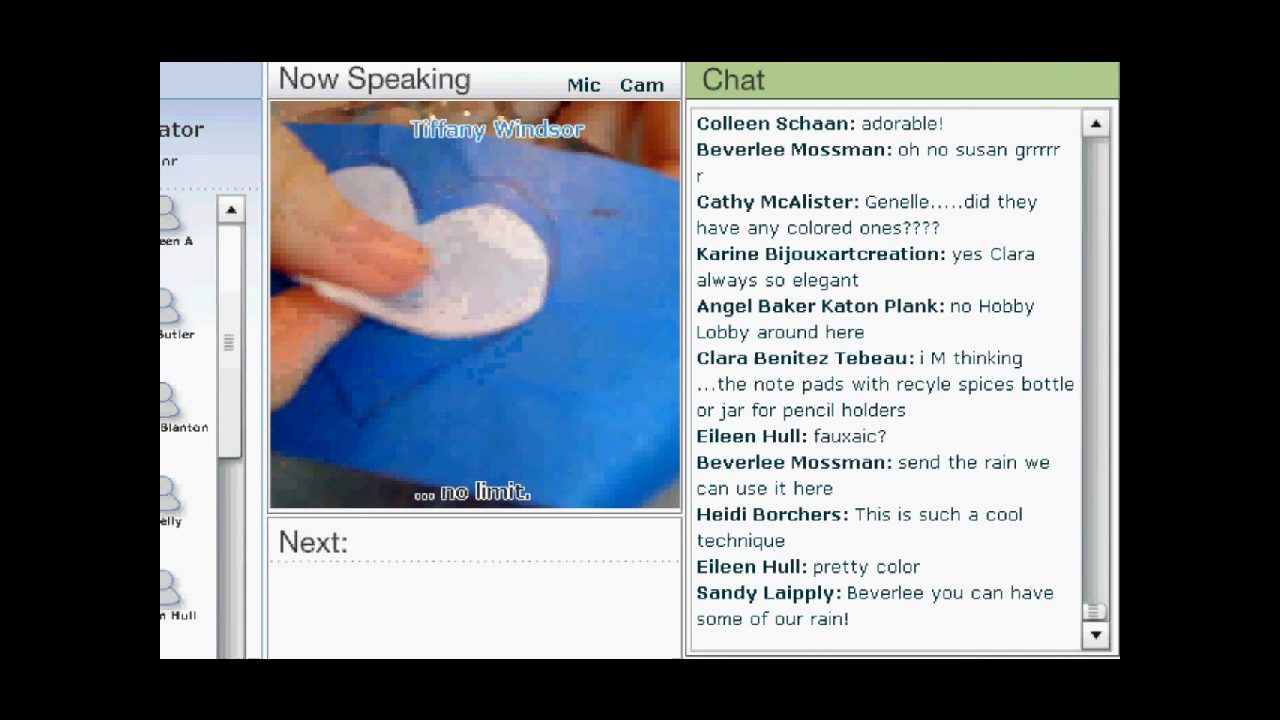 ator
or
een A
Butler
Blanton
elly
n Hull
Now Speaking
Mic Cam
Tiffany Windsor
... no limit.
Next:
Chat
Colleen Schaan: adorable!
Beverlee Mossman: oh no susan grrrrr
r
Cathy McAlister: Genelle.....did they
have any colored ones????
Karine Bijouxartcreation: yes Clara
always so elegant
Angel Baker Katon Plank: no Hobby
Lobby around here
Clara Benitez Tebeau: i M thinking
...the note pads with recyle spices bottle
or jar for pencil holders
Eileen Hull: fauxaic?
Beverlee Mossman: send the rain we
can use it here
Heidi Borchers: This is such a cool
technique
Eileen Hull: pretty color
Sandy Laipply: Beverlee you can have
some of our rain!